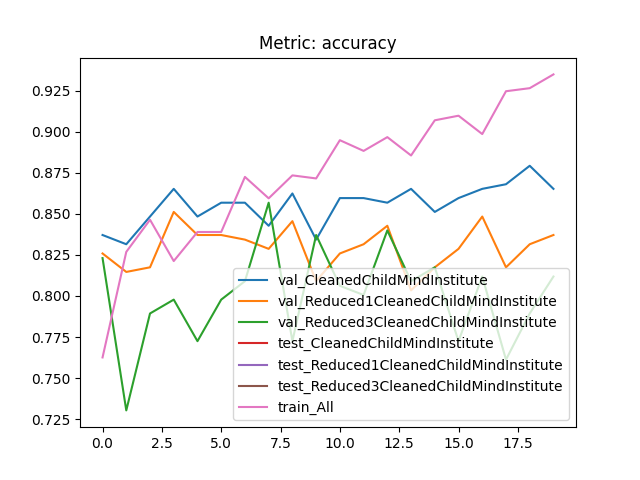 Metric: accuracy
0.925
0.900
0.875
0.850
0.825
0.800
0.775
0.750
0.725
val_CleanedChildMindInstitute
val_Reduced1CleanedChildMindInstitute
val_Reduced3CleanedChildMindInstitute
test_CleanedChildMindInstitute
test_Reduced1CleanedChildMindInstitute
test_Reduced3CleanedChildMindInstitute
train_All
0.0 2.5 5.0 7.5 10.0 12.5 15.0 17.5